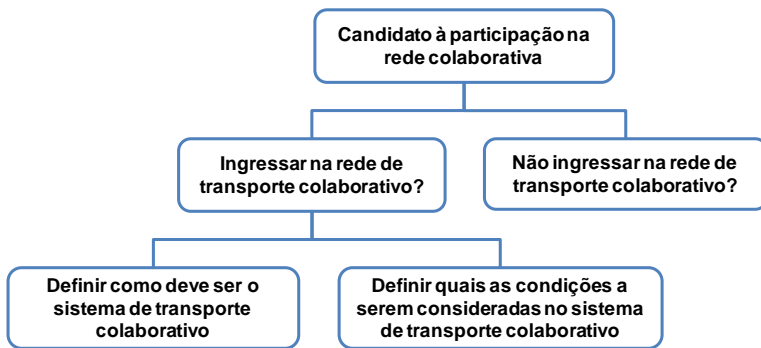 Candidato à participação na
rede colaborativa
Ingressar na rede de
transporte colaborativo?
Não ingressar na rede de
transporte colaborativo?
Definir como deve ser o
sistema de transporte
colaborativo
Definir quais as condições a
serem consideradas no sistema
de transporte colaborativo